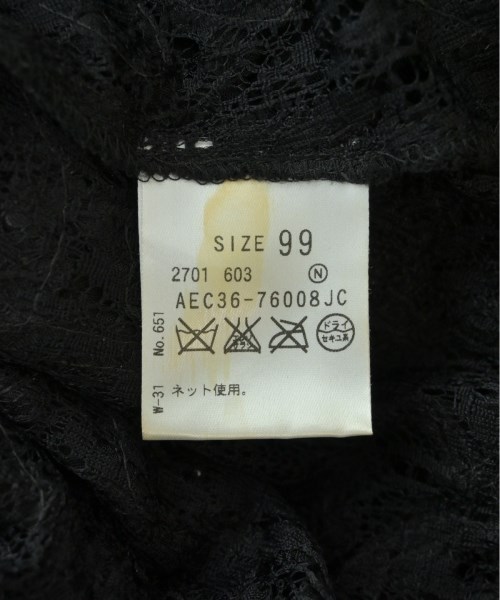 SIZE 99
2701 603 N
AEC36-76008JC
ドライ
セキユ系
ネット使用。
W-31 No.651